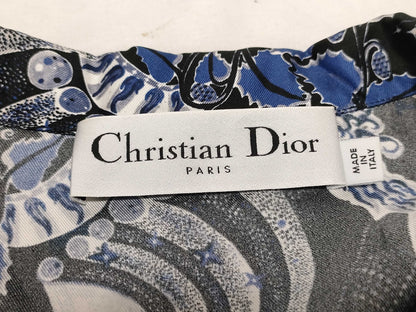 Christian Dior
PARIS
MADE
IN
ITALY